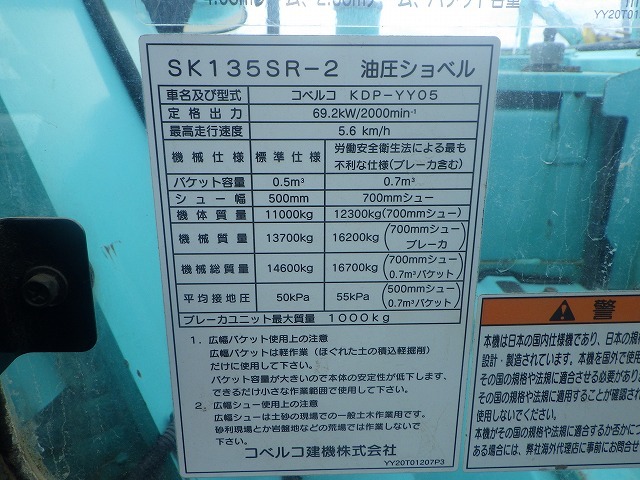 YY20T01
SK135SR-2 油圧ショベル
車名及び型式 コベルコ KDP-YY05
定格出力 69.2kW/2000min⁻¹
最高走行速度 5.6 km/h
機械仕様 標準仕様 労働安全衛生法による最も
不利な仕様(ブレーカ含む)
バケット容量 0.5m³ 0.7m³
シュー幅 500mm 700mmシュー
機体質量 11000kg 12300kg(700mmシュー)
機械質量 13700kg 16200kg(700mmシュー
ブレーカ)
機械総質量 14600kg 16700kg(700mmシュー
0.7m³バケット)
平均接地圧 50kPa 55kPa(500mmシュー
0.7m³バケット)
ブレーカユニット最大質量 1000kg
1. 広幅バケット使用上の注意
広幅バケットは軽作業(ほぐれた土の積込軽掘削)
だけに使用して下さい。
バケット容量が大きいので本体の安定性が低下します、
できるだけ小さな作業範囲で使用して下さい。
2. 広幅シュー使用上の注意
広幅シューは土砂の現場での一般土木作業用です。
砂利現場とか岩盤地などの荒場では作業しないで
下さい。
コベルコ建機株式会社
YY20T01207P3
警
本機は日本の国内仕様機であり、日本の規
設計・製造されています。本機を国外で使
その国の規格や法規に適合させる必要があり
その国の規格や法規に適用することが確認され
使用しないでください。
本機がその国の規格や法規に適合するか否かにつ
ある場合には、弊社海外代理店に事前にお問合せ